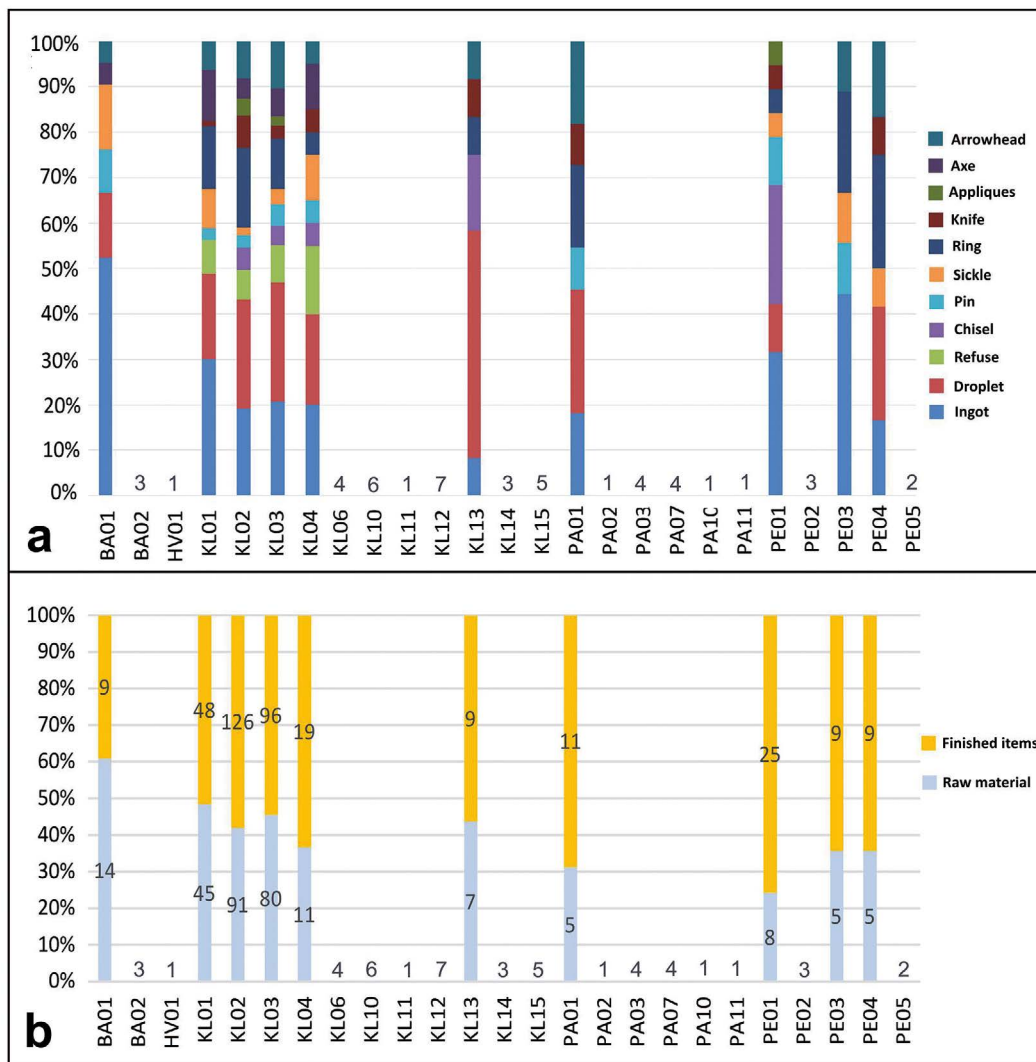 100%
90%
80%
70%
60%
50%
40%
30%
20%
10%
0%
3 1 4 6 1 7 3 5 1 4 4 1 1 3 2
BA01 BA02 HV01 KL01 KL02 KL03 KL04 KL06 KL10 KL11 KL12 KL13 KL14 KL15 PA01 PA02 PA03 PA07 PA10 PA11 PE01 PE02 PE03 PE04 PE05
Arrowhead
Axe
Appliques
Knife
Ring
Sickle
Pin
Chisel
Refuse
Droplet
Ingot
a
100%
90%
80%
70%
60%
50%
40%
30%
20%
10%
0%
9 48 126 96 19 9 11 25 9 9
14 45 91 80 11 7 5 8 5 5
3 1 4 6 1 7 3 5 1 4 4 1 1 3 2
BA01 BA02 HV01 KL01 KL02 KL03 KL04 KL06 KL10 KL11 KL12 KL13 KL14 KL15 PA01 PA02 PA03 PA07 PA10 PA11 PE01 PE02 PE03 PE04 PE05
Finished items
Raw material
b